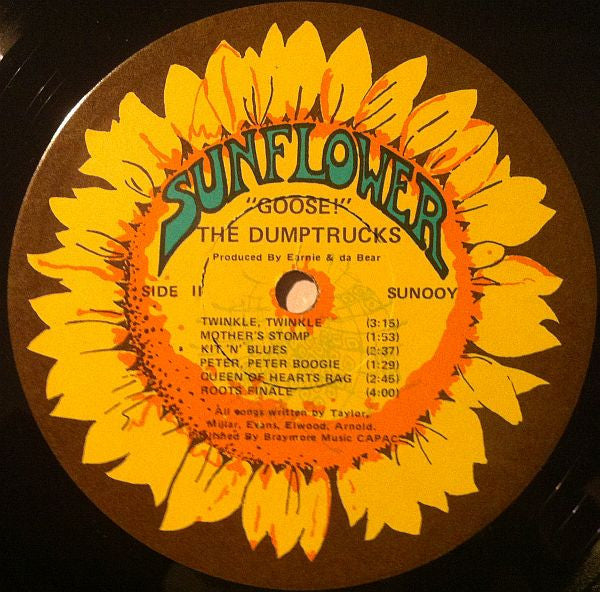 SUNFLOWER
"GOOSE!"
THE DUMPTRUCKS
Produced By Earnie & da Bear
SIDE II SUNOOY
TWINKLE, TWINKLE (3:15)
MOTHER'S STOMP (1:53)
KIT 'N' BLUES (2:37)
PETER, PETER BOOGIE (1:29)
QUEEN OF HEARTS RAG (2:45)
ROOTS FINALE (4:00)
All songs written by Taylor,
Millar, Evans, Elwood, Arnold.
By Braymore Music CAPAC